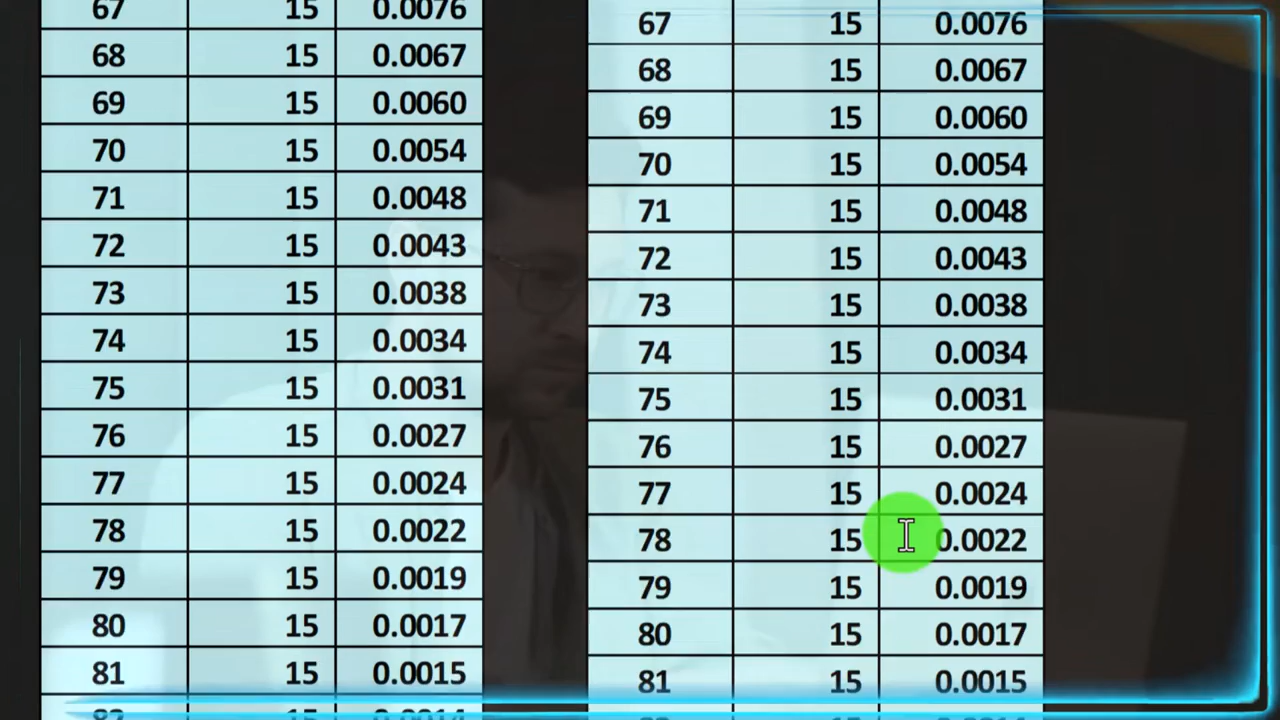 67 15 0.0076 67 15 0.0076
68 15 0.0067 68 15 0.0067
69 15 0.0060 69 15 0.0060
70 15 0.0054 70 15 0.0054
71 15 0.0048 71 15 0.0048
72 15 0.0043 72 15 0.0043
73 15 0.0038 73 15 0.0038
74 15 0.0034 74 15 0.0034
75 15 0.0031 75 15 0.0031
76 15 0.0027 76 15 0.0027
77 15 0.0024 77 15 0.0024
78 15 0.0022 78 15 0.0022
79 15 0.0019 79 15 0.0019
80 15 0.0017 80 15 0.0017
81 15 0.0015 81 15 0.0015